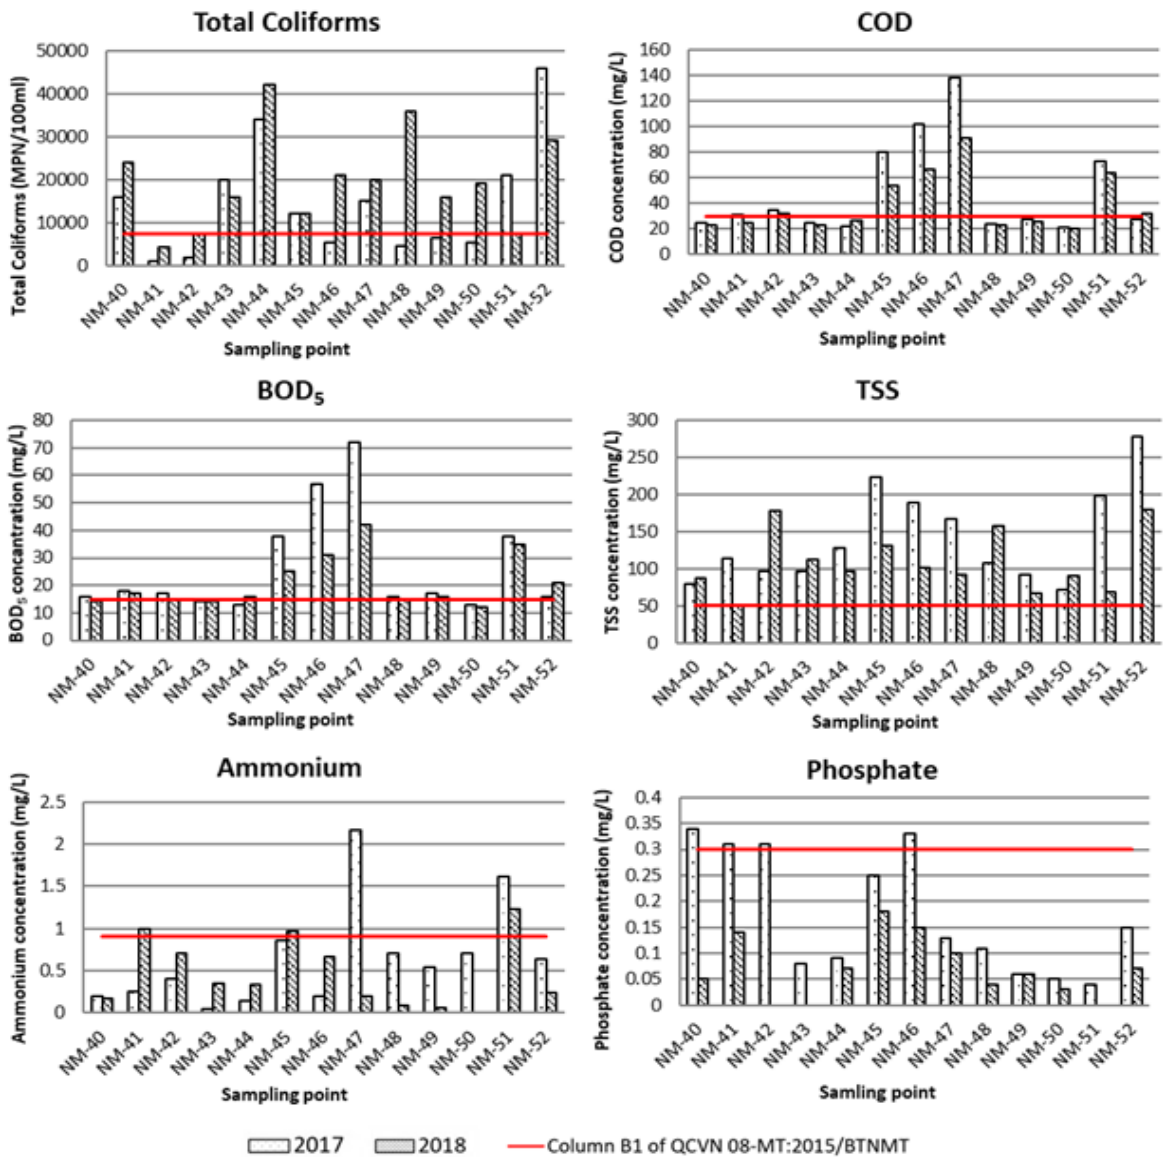 Total Coliforms
Total Coliforms (MPN/100ml)
50000
40000
30000
20000
10000
0
NM-40 NM-41 NM-42 NM-43 NM-44 NM-45 NM-46 NM-47 NM-48 NM-49 NM-50 NM-51 NM-52
Sampling point
COD
COD concentration (mg/L)
160
140
120
100
80
60
40
20
0
NM-40 NM-41 NM-42 NM-43 NM-44 NM-45 NM-46 NM-47 NM-48 NM-49 NM-50 NM-51 NM-52
Sampling point
BOD5
BOD5 concantration (mg/L)
80
70
60
50
40
30
20
10
0
NM-40 NM-41 NM-42 NM-43 NM-44 NM-45 NM-46 NM-47 NM-48 NM-49 NM-50 NM-51 NM-52
Sampling point
TSS
TSS concentration (mg/L)
300
250
200
150
100
50
0
NM-40 NM-41 NM-42 NM-43 NM-44 NM-45 NM-46 NM-47 NM-48 NM-49 NM-50 NM-51 NM-52
Sampling point
Ammonium
Ammonium concentration (mg/L)
2.5
2
1.5
1
0.5
0
NM-40 NM-41 NM-42 NM-43 NM-44 NM-45 NM-46 NM-47 NM-48 NM-49 NM-50 NM-51 NM-52
Sampling point
Phosphate
Phosphate concentration (mg/L)
0.4
0.35
0.3
0.25
0.2
0.15
0.1
0.05
0
NM-40 NM-41 NM-42 NM-43 NM-44 NM-45 NM-46 NM-47 NM-48 NM-49 NM-50 NM-51 NM-52
Samling point
2017 2018 Column B1 of QCVN 08-MT:2015/BTNMT